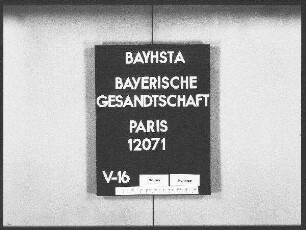 BAYHSTA
BAYERISCHE
GESANDTSCHAFT
PARIS
12071
V-16